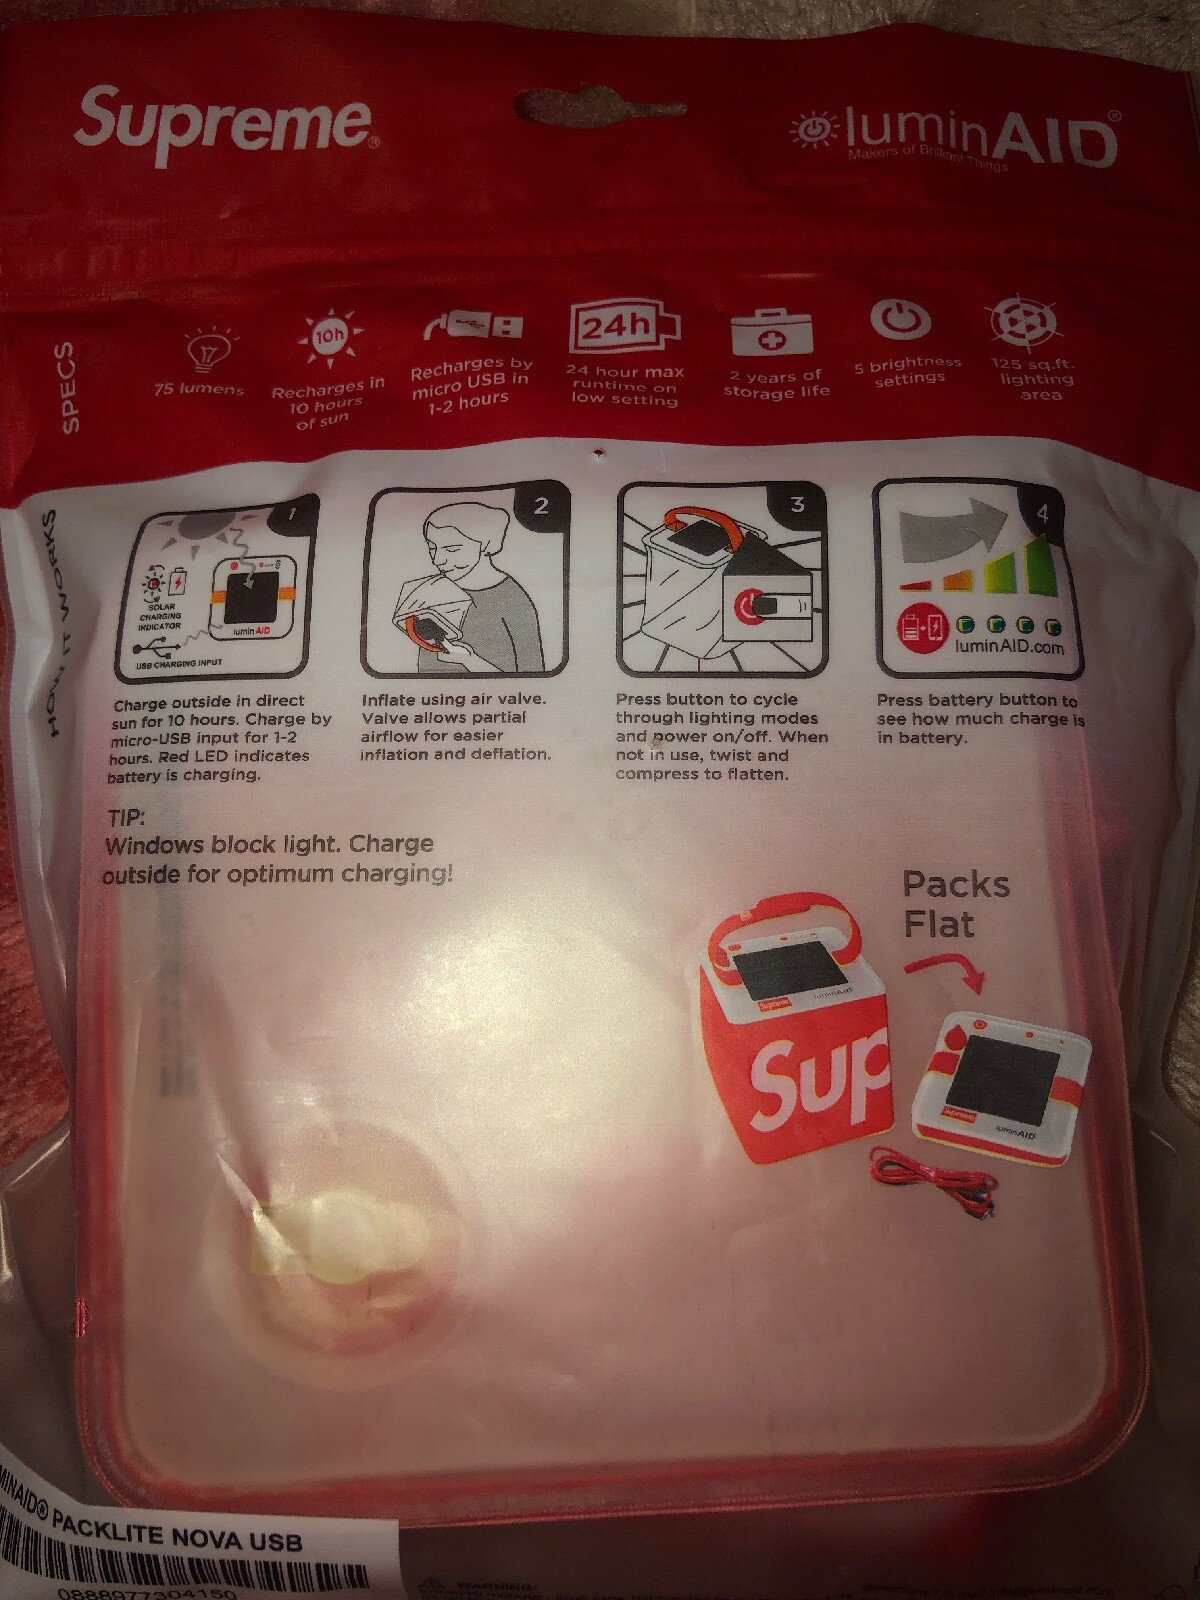 Supreme®
luminAID®
Makers of Brilliant Things
SPECS
75 lumens
10h
Recharges in
10 hours
of sun
Recharges by
micro USB in
1-2 hours
24h
24 hour max
runtime on
low setting
2 years of
storage life
5 brightness
settings
125 sq.ft.
lighting
area
HOW IT WORKS
1
SOLAR
CHARGING
INDICATOR
luminAID
USB CHARGING INPUT
Charge outside in direct
sun for 10 hours. Charge by
micro-USB input for 1-2
hours. Red LED indicates
battery is charging.
2
Inflate using air valve.
Valve allows partial
airflow for easier
inflation and deflation.
3
Press button to cycle
through lighting modes
and power on/off. When
not in use, twist and
compress to flatten.
4
luminAID.com
Press battery button to
see how much charge is
in battery.
TIP:
Windows block light. Charge
outside for optimum charging!
Packs
Flat
Supreme
luminAID
Sup
Supreme
luminAID
MINAID® PACKLITE NOVA USB
0888977304150
WARNING: